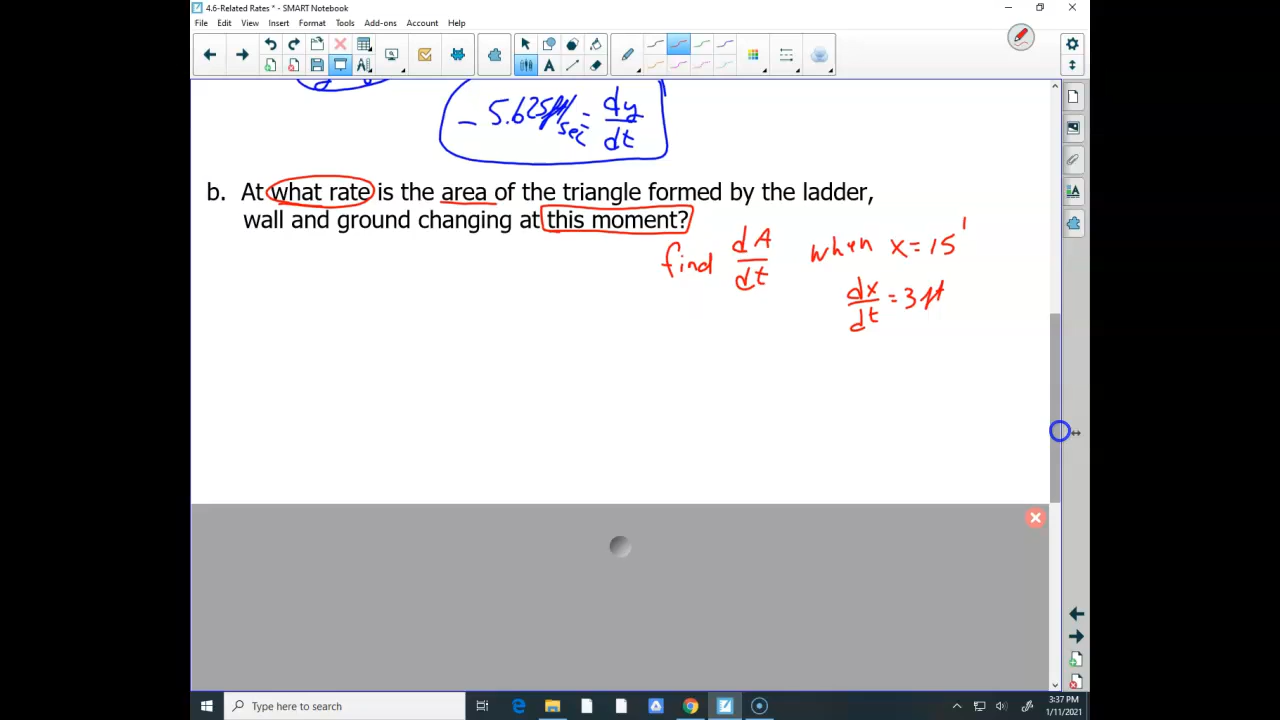 4.6-Related Rates * - SMART Notebook
File Edit View Insert Format Tools Add-ons Account Help
- 5.625 ft/sec = dy/dt
b. At what rate is the area of the triangle formed by the ladder,
wall and ground changing at this moment?
find dA/dt when x = 15'
dx/dt = 3 ft
Type here to search
3:37 PM
1/11/2021